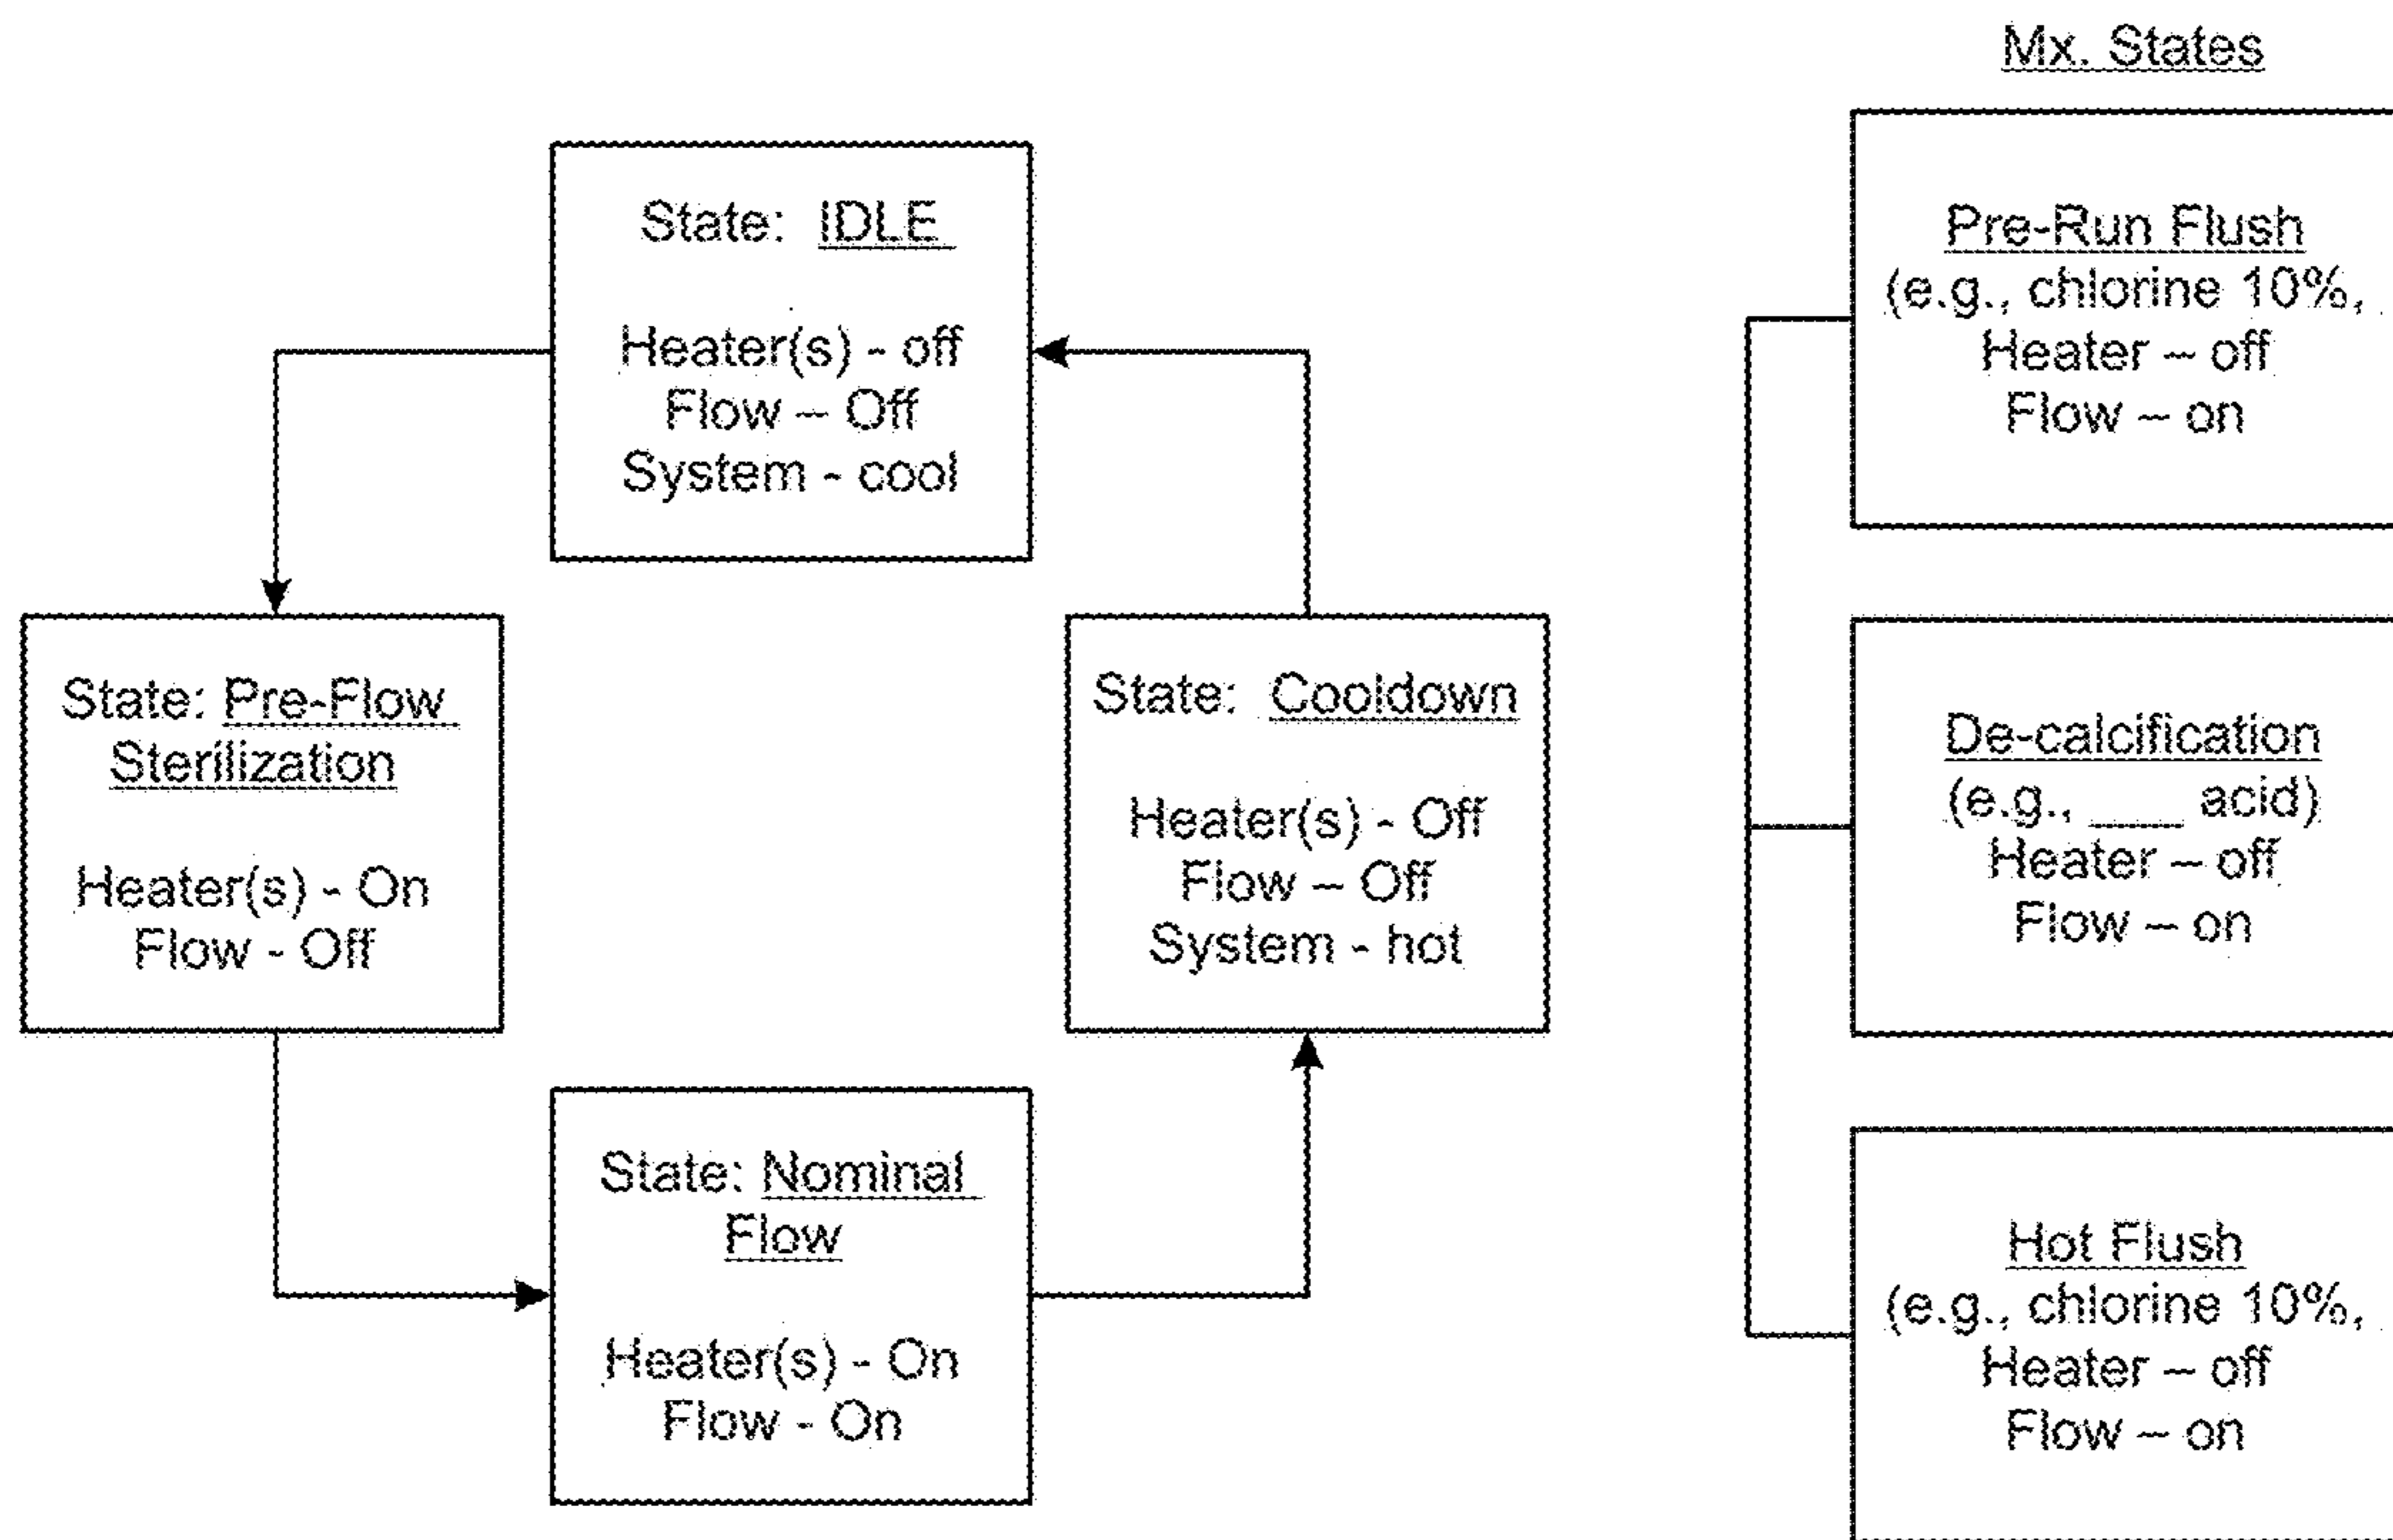 State: IDLE
Heater(s) - off
Flow – Off
System - cool
State: Pre-Flow
Sterilization
Heater(s) - On
Flow - Off
State: Nominal
Flow
Heater(s) - On
Flow - On
State: Cooldown
Heater(s) - Off
Flow – Off
System - hot
Mx. States
Pre-Run Flush
(e.g., chlorine 10%,
Heater – off
Flow – on
De-calcification
(e.g., ___ acid)
Heater – off
Flow – on
Hot Flush
(e.g., chlorine 10%,
Heater – off
Flow – on